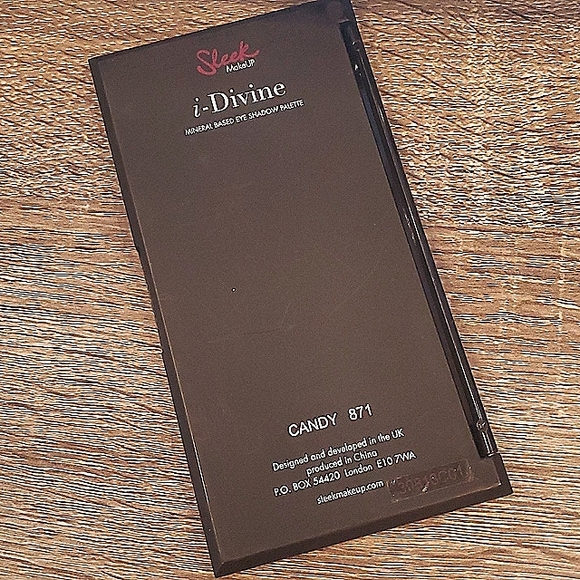 Sleek
MakeUP
i-Divine
MINERAL BASED EYE SHADOW PALETTE
CANDY 871
Designed and developed in the UK
produced in China
P.O. BOX 54420 London E10 7WA
sleekmakeup.com